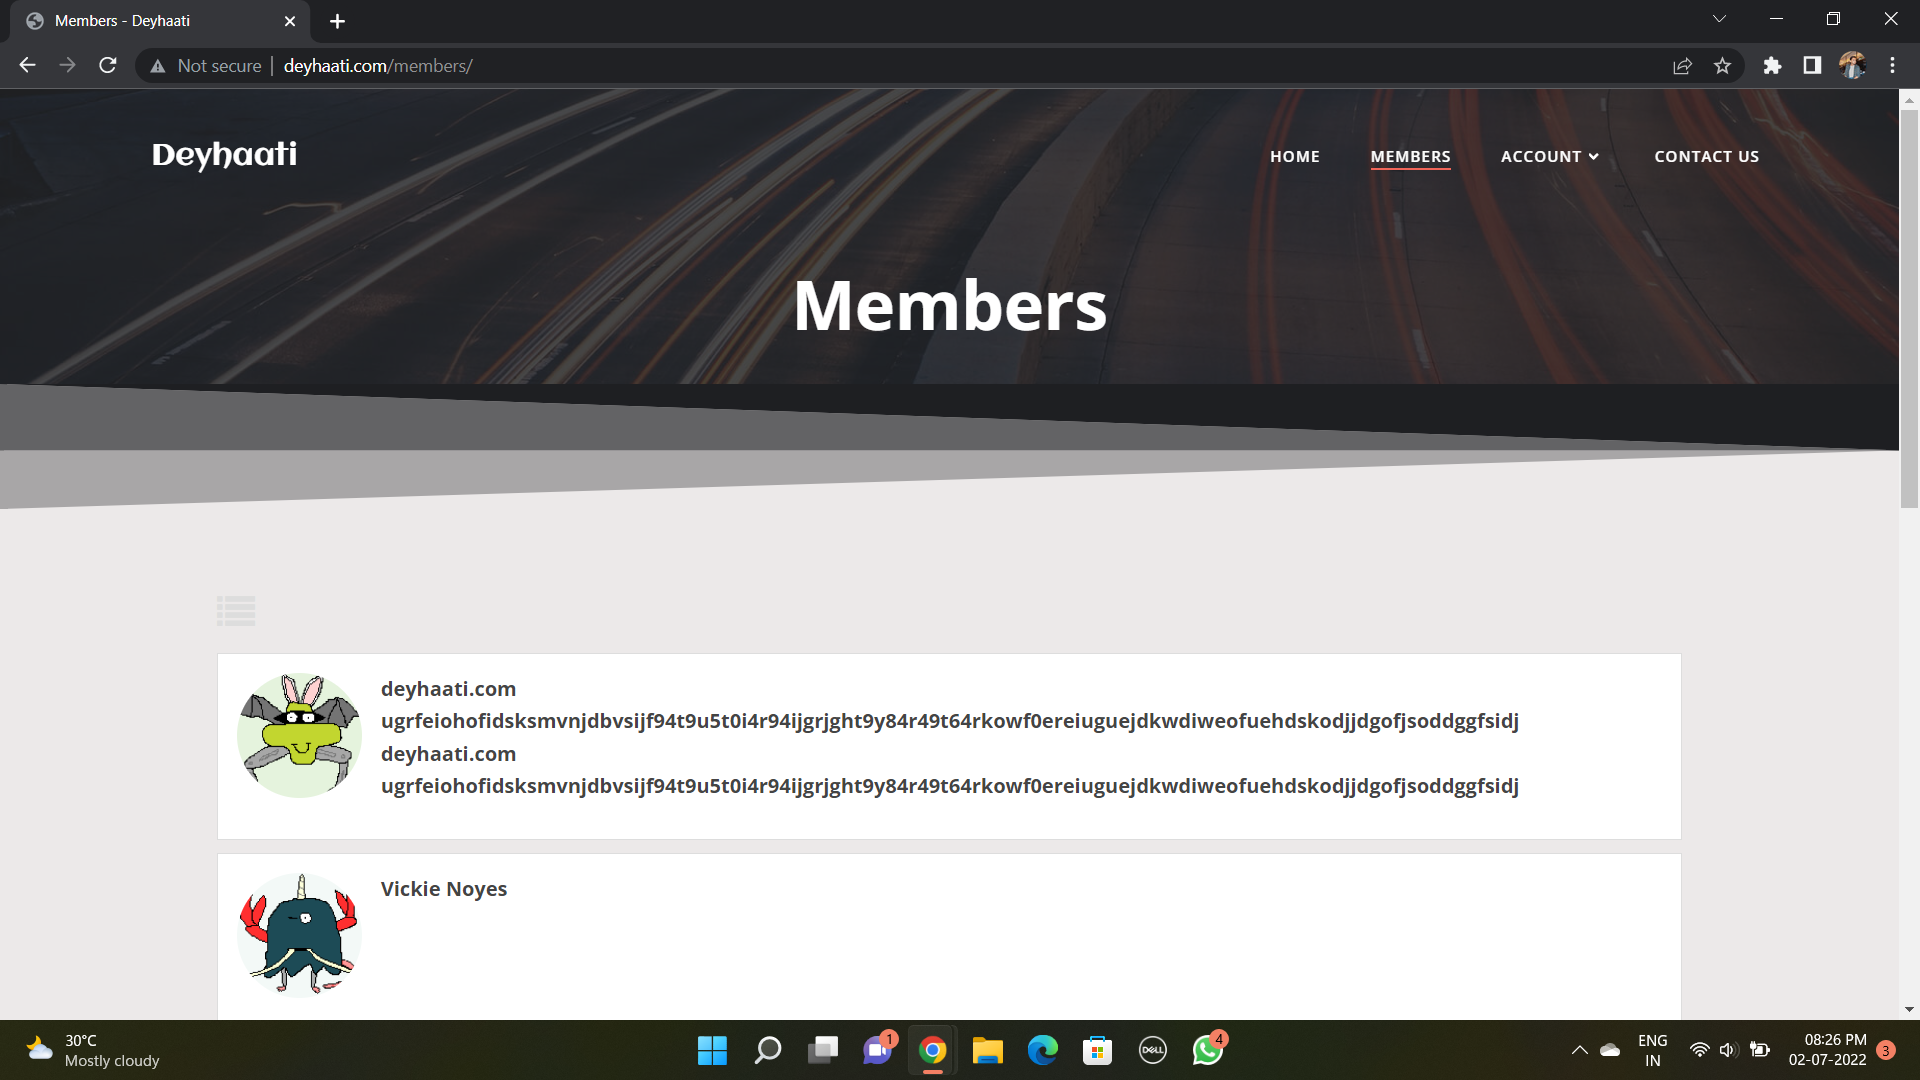 Members - Deyhaati
Not secure | deyhaati.com/members/
Deyhaati
HOME MEMBERS ACCOUNT CONTACT US
Members
deyhaati.com
ugrfeiohofidsksmvnjdbvsijf94t9u5t0i4r94ijgrjght9y84r49t64rkowf0ereiuguejdkwdiweofuehdskodjjdgofjsoddggfsidj
deyhaati.com
ugrfeiohofidsksmvnjdbvsijf94t9u5t0i4r94ijgrjght9y84r49t64rkowf0ereiuguejdkwdiweofuehdskodjjdgofjsoddggfsidj
Vickie Noyes
30°C
Mostly cloudy
1
DELL
4
ENG
IN
08:26 PM
02-07-2022
3